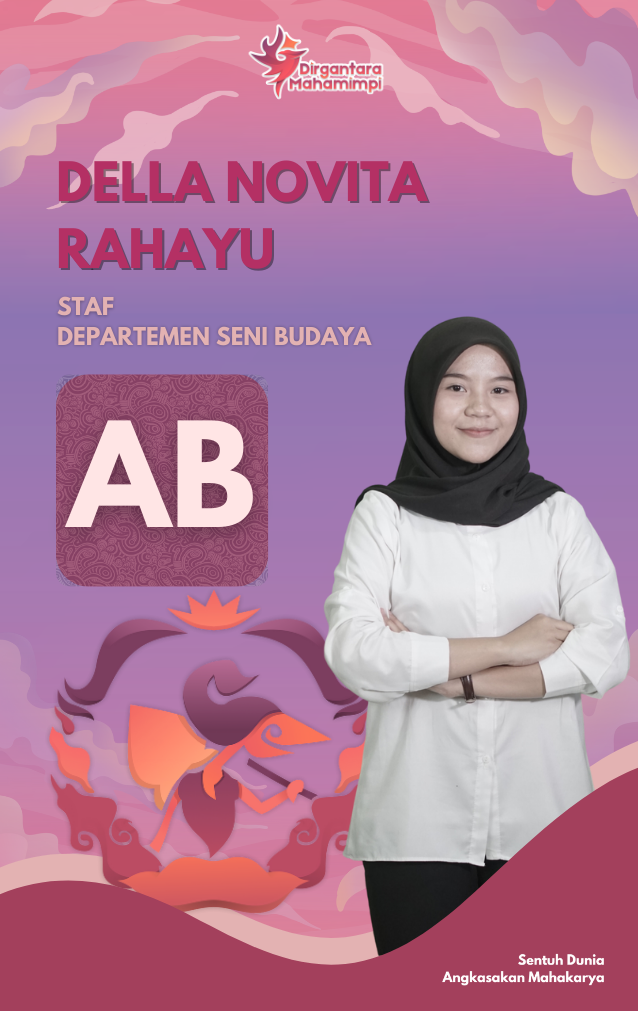 Dirgantara
Mahamimpi
DELLA NOVITA
RAHAYU
STAF
DEPARTEMEN SENI BUDAYA
AB
Sentuh Dunia
Angkasakan Mahakarya